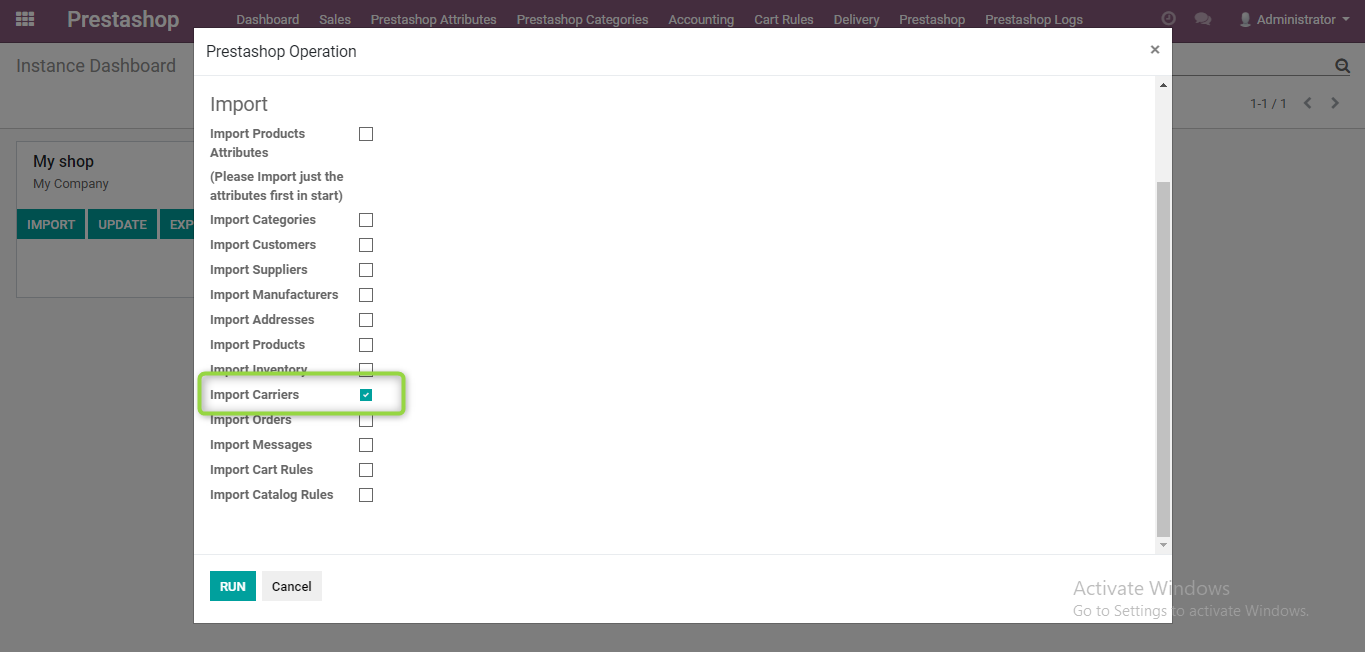 Prestashop Dashboard Sales Prestashop Attributes Prestashop Categories Accounting Cart Rules Delivery Prestashop Prestashop Logs Administrator
Prestashop Operation ×
Instance Dashboard
1-1 / 1
Import
My shop
My Company
IMPORT UPDATE EXP
Import Products
Attributes
(Please Import just the
attributes first in start)
Import Categories
Import Customers
Import Suppliers
Import Manufacturers
Import Addresses
Import Products
Import Inventory
Import Carriers
Import Orders
Import Messages
Import Cart Rules
Import Catalog Rules
RUN Cancel
Activate Windows
Go to Settings to activate Windows.